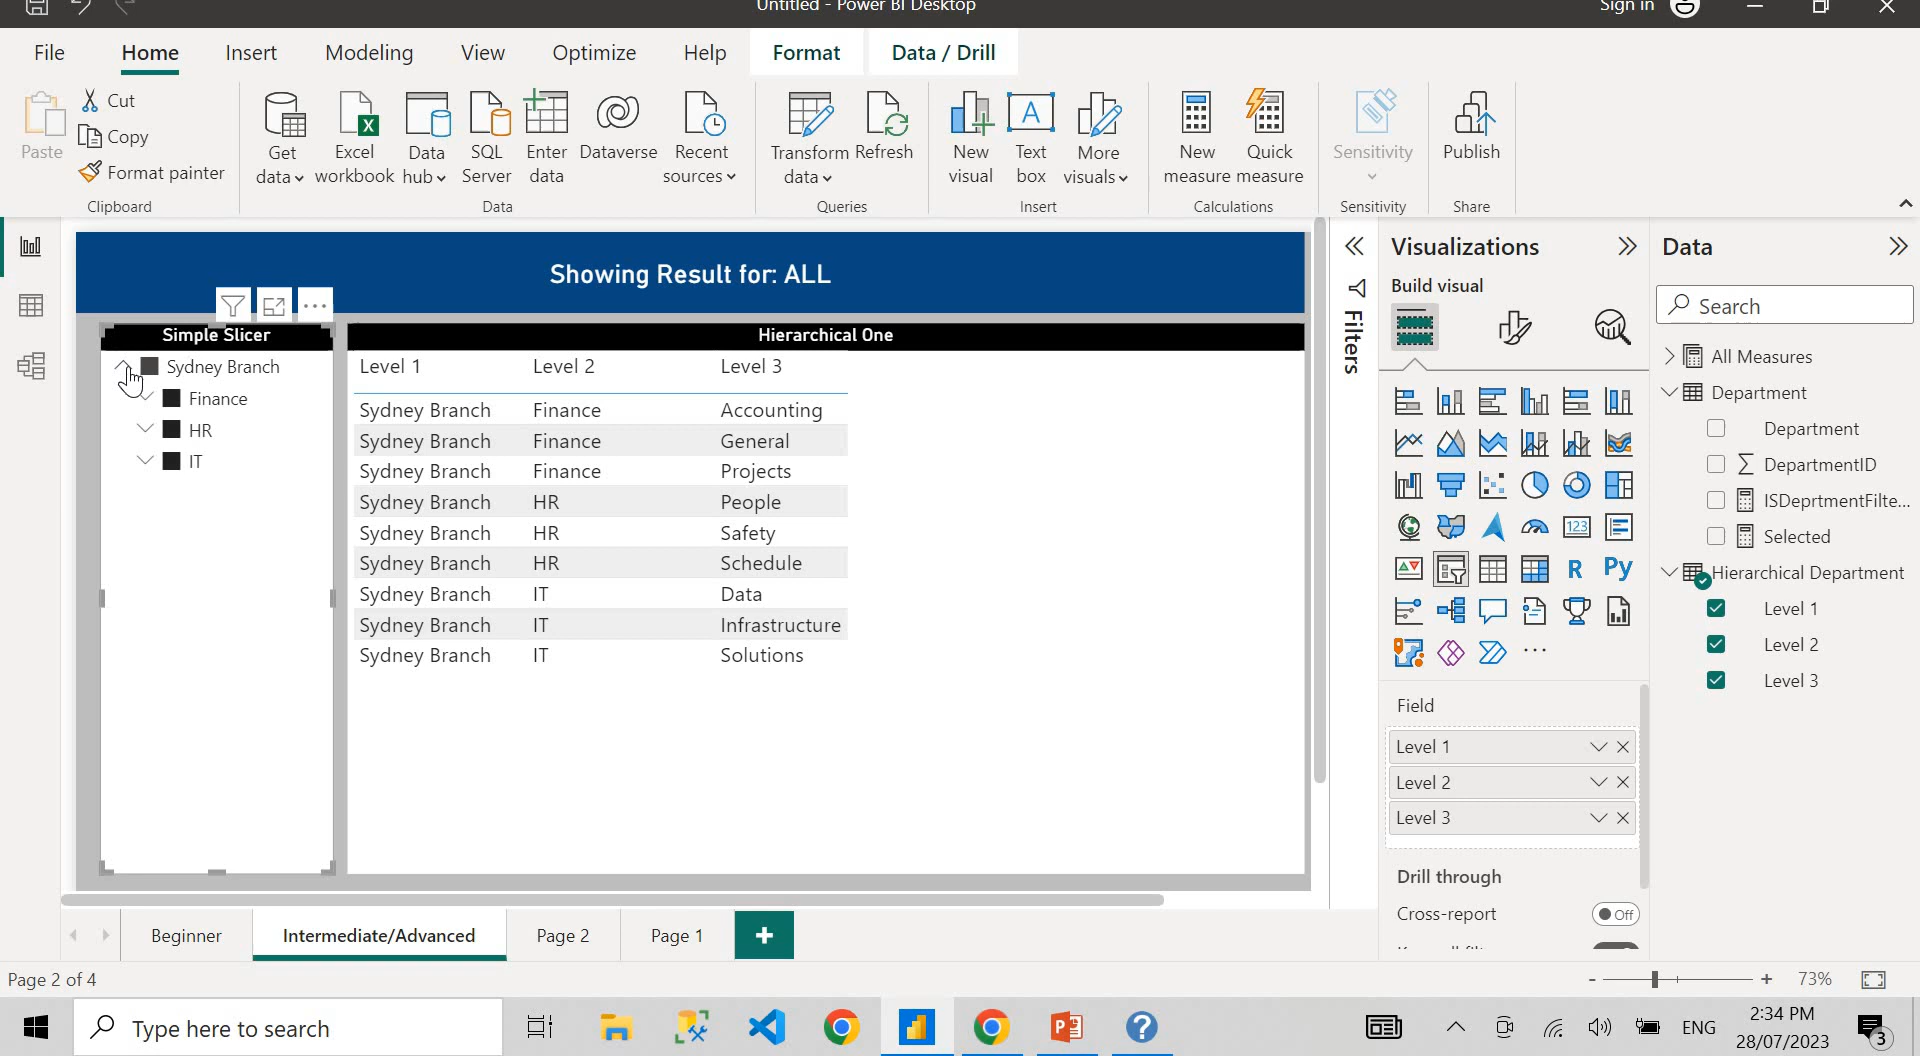 Untitled - Power BI Desktop
Sign in
File
Home
Insert
Modeling
View
Optimize
Help
Format
Data / Drill
Paste
Cut
Copy
Format painter
Clipboard
Get data
Excel workbook
Data hub
SQL Server
Enter data
Dataverse
Recent sources
Data
Transform data
Refresh
Queries
New visual
Text box
More visuals
Insert
New measure
Quick measure
Calculations
Sensitivity
Sensitivity
Publish
Share
Showing Result for: ALL
Simple Slicer
Sydney Branch
Finance
HR
IT
Hierarchical One
Level 1 Level 2 Level 3
Sydney Branch Finance Accounting
Sydney Branch Finance General
Sydney Branch Finance Projects
Sydney Branch HR People
Sydney Branch HR Safety
Sydney Branch HR Schedule
Sydney Branch IT Data
Sydney Branch IT Infrastructure
Sydney Branch IT Solutions
Filters
Visualizations
Build visual
123
R
Py
...
Field
Level 1
Level 2
Level 3
Drill through
Cross-report
Off
Data
Search
All Measures
Department
Department
DepartmentID
ISDeprtmentFilte...
Selected
Hierarchical Department
Level 1
Level 2
Level 3
Beginner
Intermediate/Advanced
Page 2
Page 1
+
Page 2 of 4
- + 73%
Type here to search
ENG
2:34 PM
28/07/2023
3